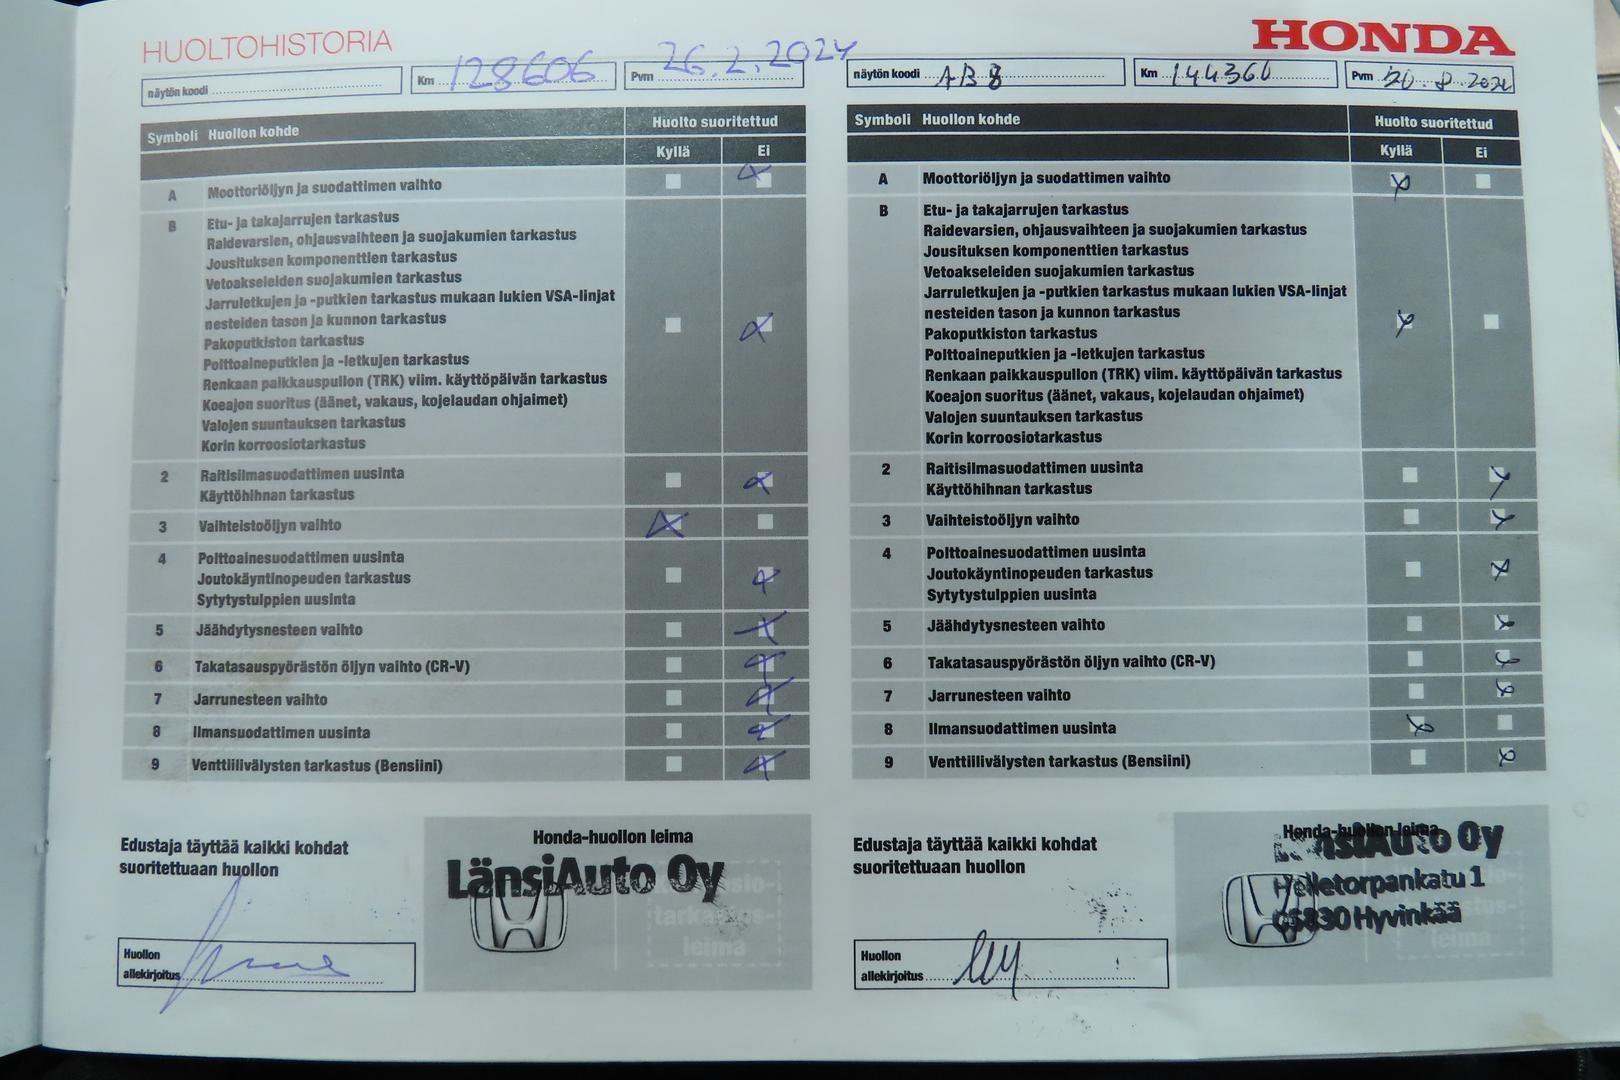 HUOLTOHISTORIA
näytön koodi
Km 128606
Pvm 26.2.2024
Symboli Huollon kohde
Huolto suoritettud
Kyllä Ei
A Moottoriöljyn ja suodattimen vaihto
B Etu- ja takajarrujen tarkastus
Raidevarsien, ohjausvaihteen ja suojakumien tarkastus
Jousituksen komponenttien tarkastus
Vetoakseleiden suojakumien tarkastus
Jarruletkujen ja -putkien tarkastus mukaan lukien VSA-linjat
nesteiden tason ja kunnon tarkastus
Pakoputkiston tarkastus
Polttoaineputkien ja -letkujen tarkastus
Renkaan paikkauspullon (TRK) viim. käyttöpäivän tarkastus
Koeajon suoritus (äänet, vakaus, kojelaudan ohjaimet)
Valojen suuntauksen tarkastus
Korin korroosiotarkastus
2 Raitisilmasuodattimen uusinta
Käyttöhihnan tarkastus
3 Vaihteistoöljyn vaihto
4 Polttoainesuodattimen uusinta
Joutokäyntinopeuden tarkastus
Sytytystulppien uusinta
5 Jäähdytysnesteen vaihto
6 Takatasauspyörästön öljyn vaihto (CR-V)
7 Jarrunesteen vaihto
8 Ilmansuodattimen uusinta
9 Venttiilivälysten tarkastus (Bensiini)
Edustaja täyttää kaikki kohdat
suoritettuaan huollon
Huollon
allekirjoitus
Honda-huollon leima
LänsiAuto Oy
tarkastus-
leima
HONDA
näytön koodi AB8
Km 144360
Pvm 20.8.2024
Symboli Huollon kohde
Huolto suoritettud
Kyllä Ei
A Moottoriöljyn ja suodattimen vaihto
B Etu- ja takajarrujen tarkastus
Raidevarsien, ohjausvaihteen ja suojakumien tarkastus
Jousituksen komponenttien tarkastus
Vetoakseleiden suojakumien tarkastus
Jarruletkujen ja -putkien tarkastus mukaan lukien VSA-linjat
nesteiden tason ja kunnon tarkastus
Pakoputkiston tarkastus
Polttoaineputkien ja -letkujen tarkastus
Renkaan paikkauspullon (TRK) viim. käyttöpäivän tarkastus
Koeajon suoritus (äänet, vakaus, kojelaudan ohjaimet)
Valojen suuntauksen tarkastus
Korin korroosiotarkastus
2 Raitisilmasuodattimen uusinta
Käyttöhihnan tarkastus
3 Vaihteistoöljyn vaihto
4 Polttoainesuodattimen uusinta
Joutokäyntinopeuden tarkastus
Sytytystulppien uusinta
5 Jäähdytysnesteen vaihto
6 Takatasauspyörästön öljyn vaihto (CR-V)
7 Jarrunesteen vaihto
8 Ilmansuodattimen uusinta
9 Venttiilivälysten tarkastus (Bensiini)
Edustaja täyttää kaikki kohdat
suoritettuaan huollon
Huollon
allekirjoitus
Honda-huollon leima
LänsiAuto Oy
Helletorpankatu 1
05830 Hyvinkää
leima